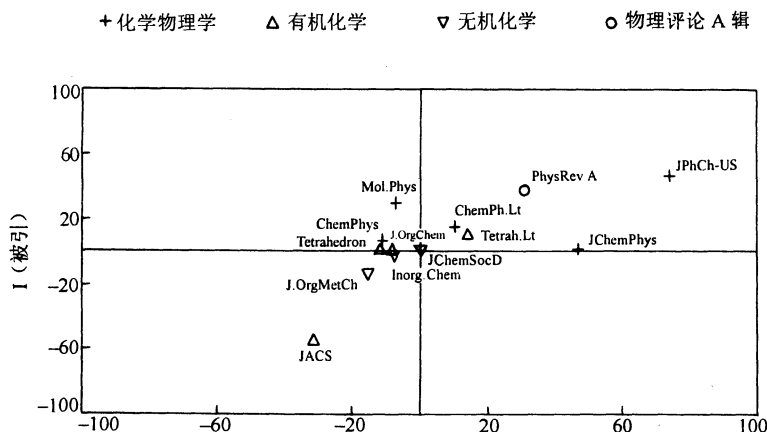 + 化学物理学 △ 有机化学 ▽ 无机化学 ○ 物理评论 A 辑
100
60
20
-20
-60
-100
I（被引）
JPhCh-US
PhysRev A
Mol.Phys
ChemPh.Lt
ChemPhys
J.OrgChem
Tetrah.Lt
JChemPhys
Tetrahedron
JChemSocD
Inorg.Chem
J.OrgMetCh
JACS
-100 -60 -20 20 60 100